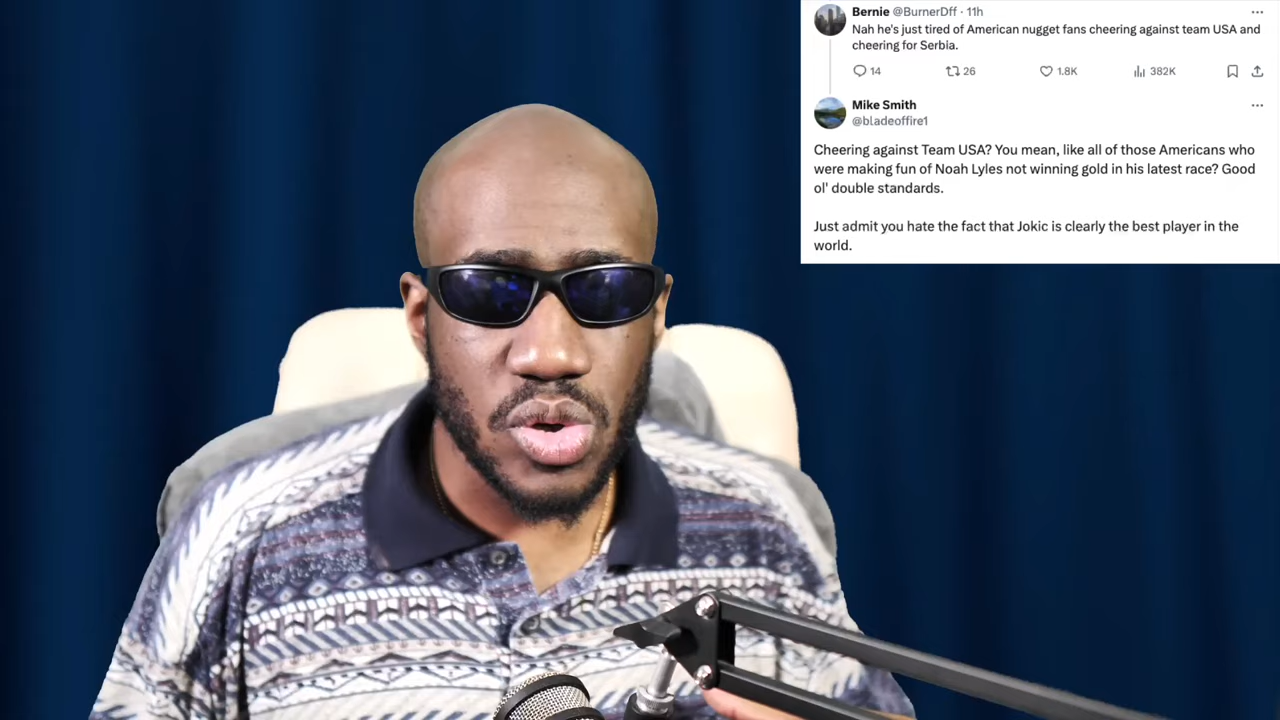 Bernie @BurnerDff · 11h
Nah he's just tired of American nugget fans cheering against team USA and
cheering for Serbia.
14 26 1.8K 382K
Mike Smith
@bladeoffire1
Cheering against Team USA? You mean, like all of those Americans who
were making fun of Noah Lyles not winning gold in his latest race? Good
ol' double standards.
Just admit you hate the fact that Jokic is clearly the best player in the
world.